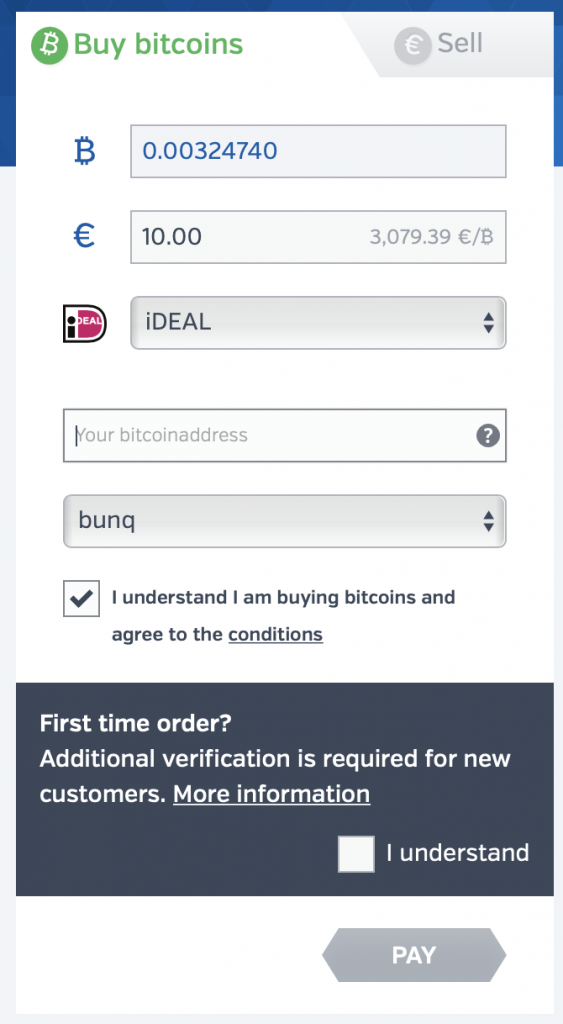 Buy bitcoins
Sell
0.00324740
€ 10.00 3,079.39 €/₿
iDEAL
iDEAL
Your bitcoinaddress ?
bunq
I understand I am buying bitcoins and
agree to the conditions
First time order?
Additional verification is required for new
customers. More information
I understand
PAY